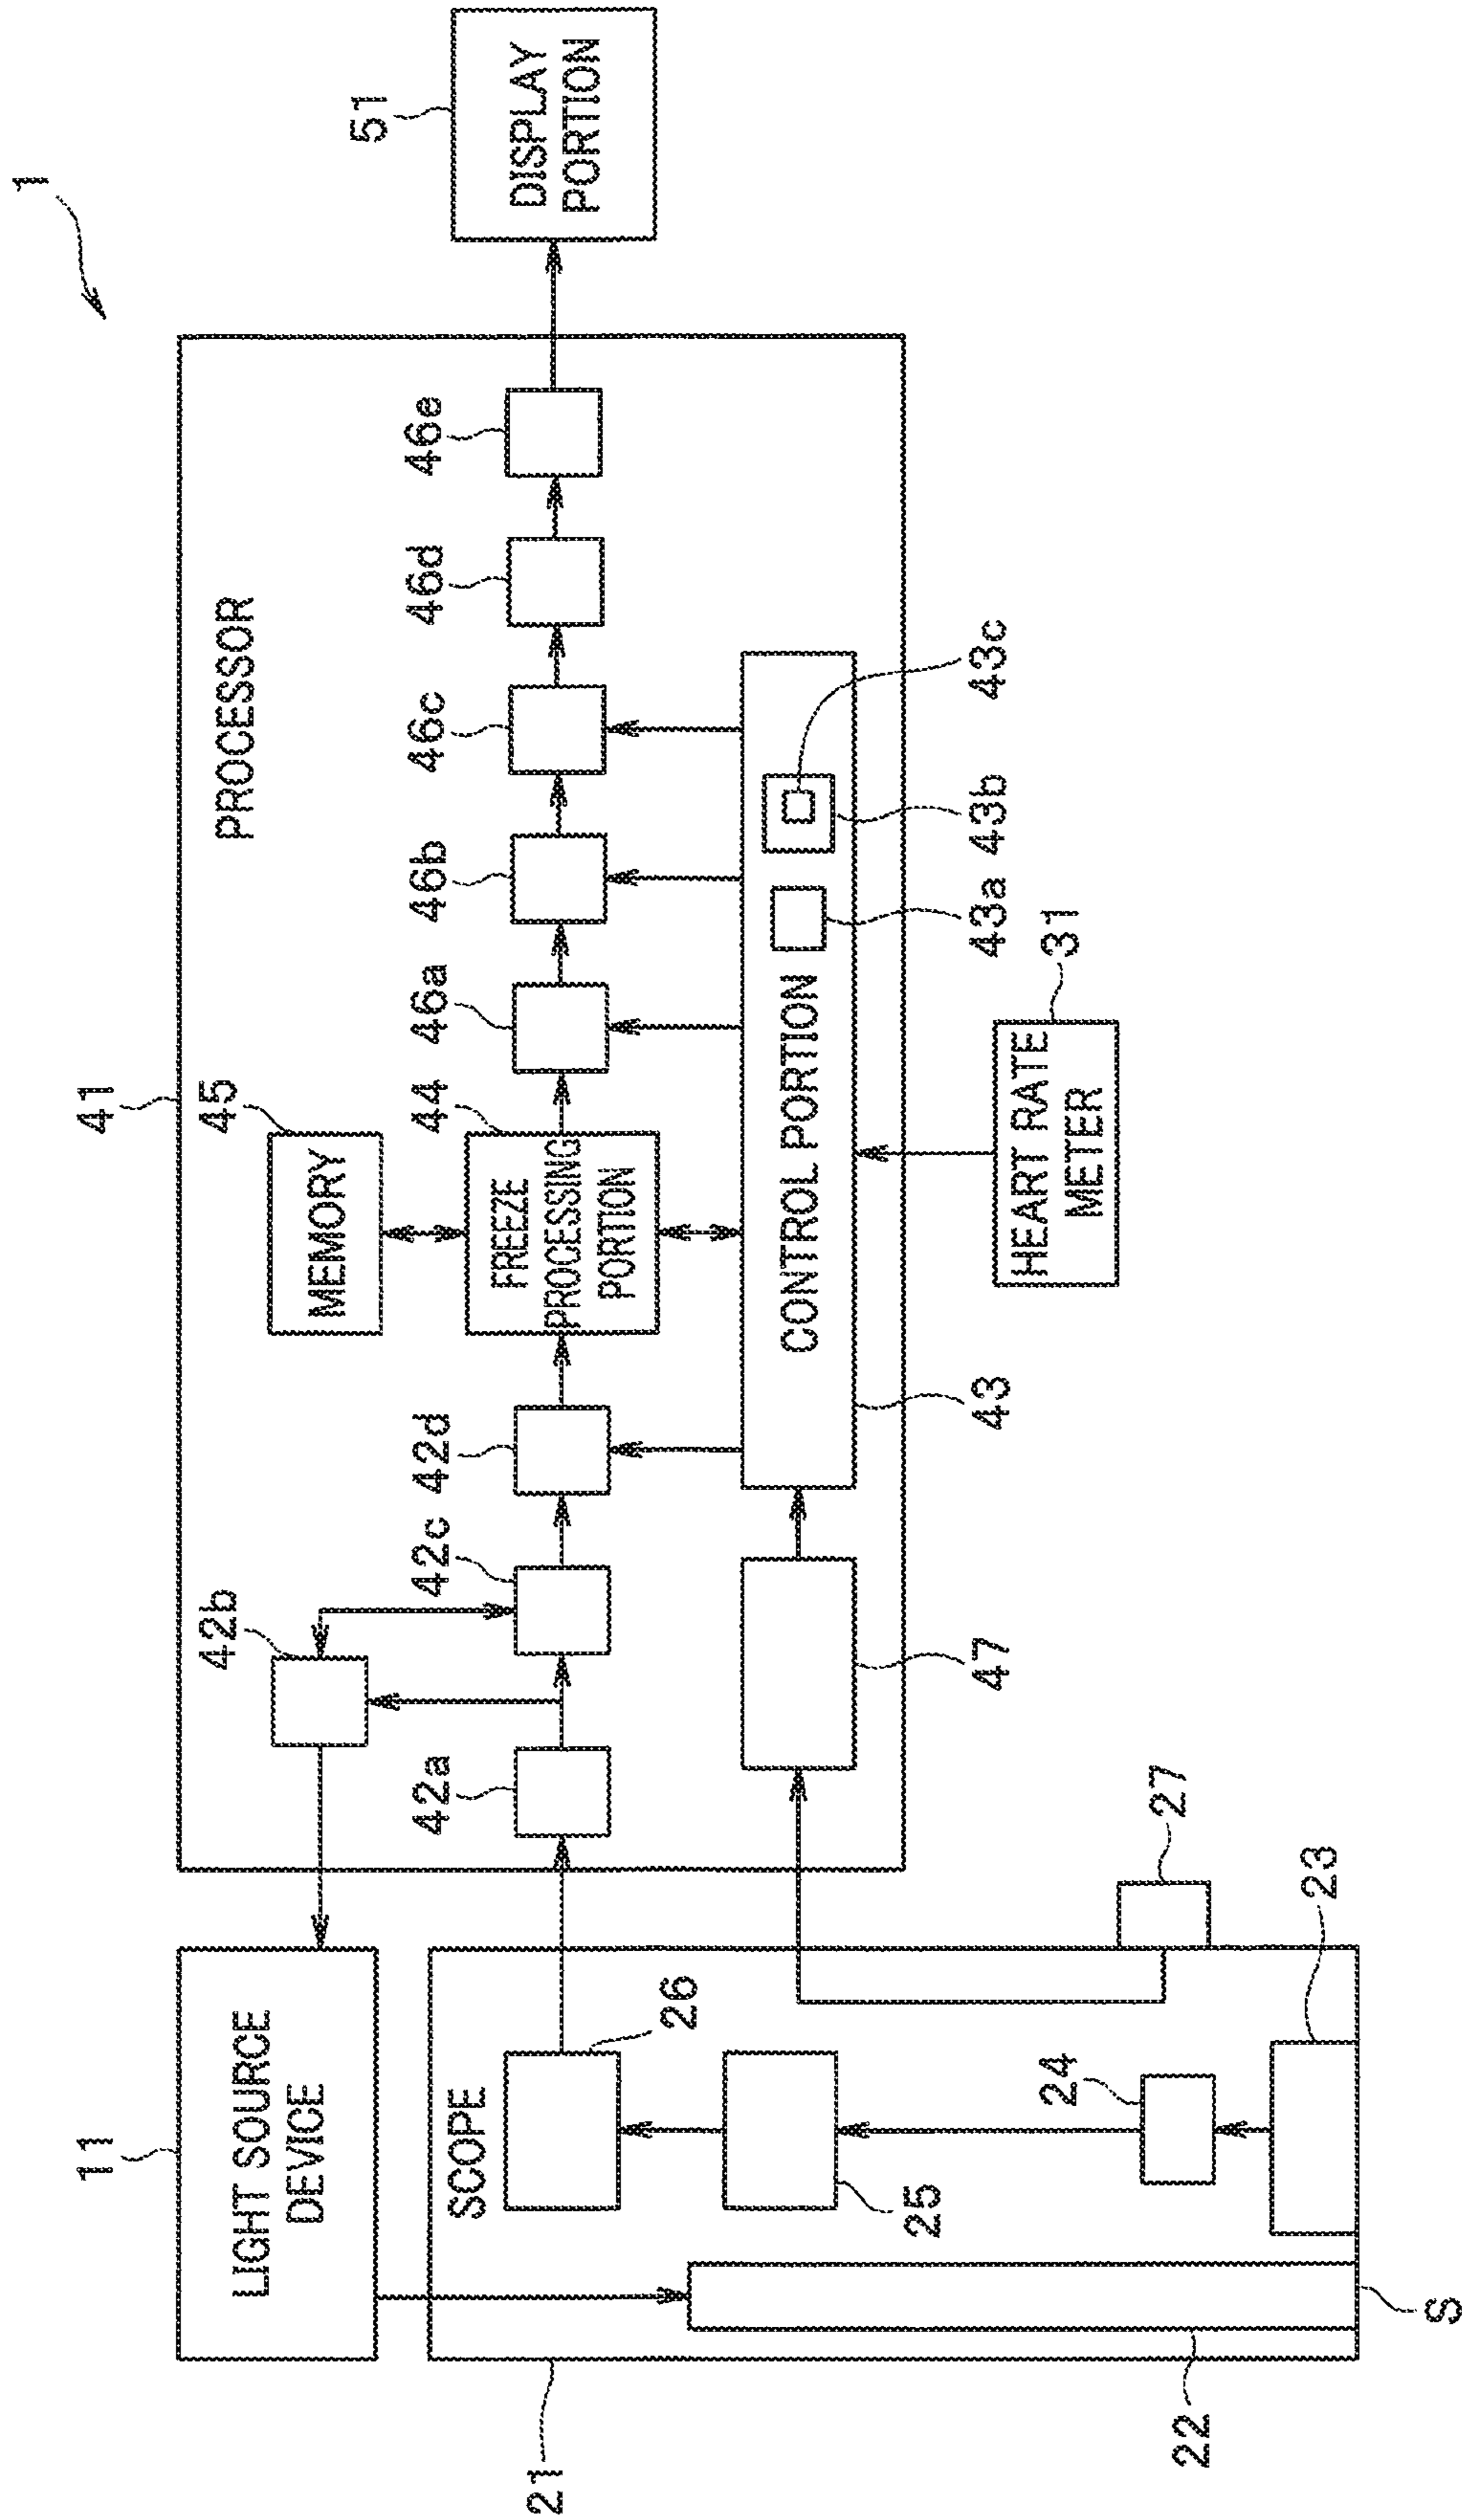 1
11
LIGHT SOURCE
DEVICE
41
PROCESSOR
42b
45
MEMORY
51
DISPLAY
PORTION
42a
42c
42d
44
FREEZE
PROCESSING
PORTION
46a
46b
46c
46d
46e
21
SCOPE
26
25
24
23
22
S
27
47
43
CONTROL PORTION
43a
43b
43c
31
HEART RATE
METER